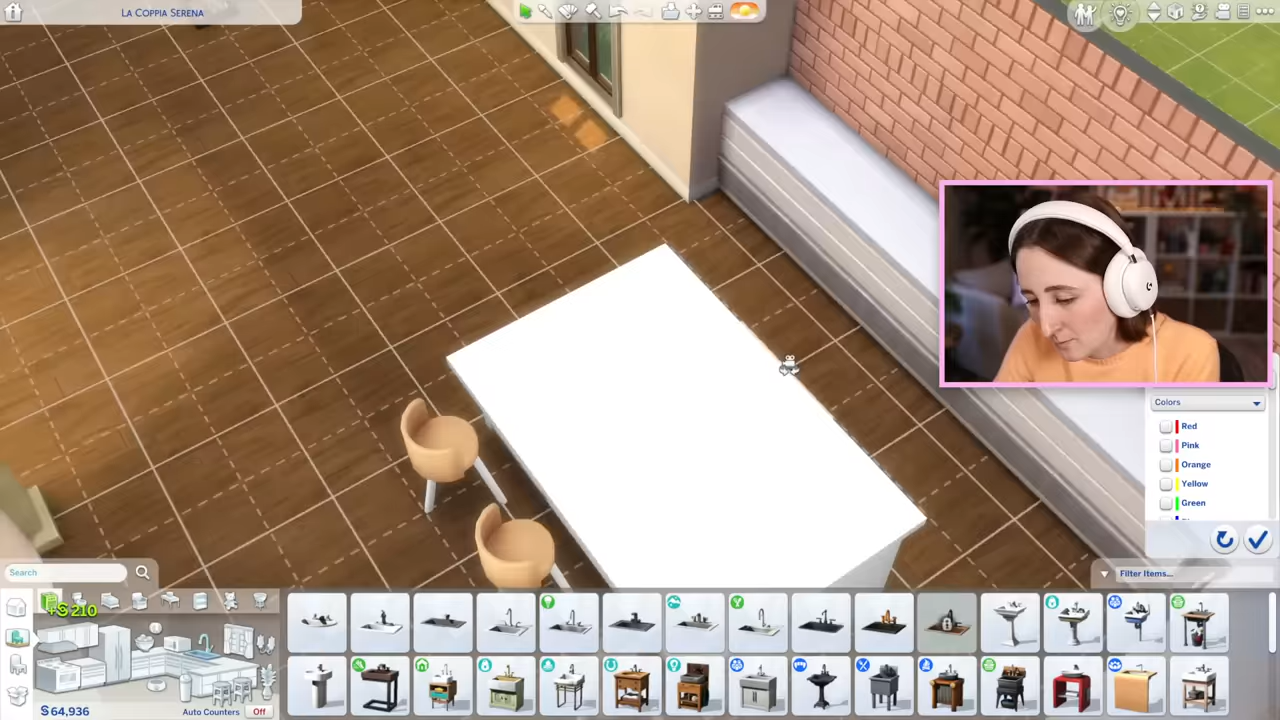 La Coppia Serena
Colors
Red
Pink
Orange
Yellow
Green
Search
Filter Items...
+§210
§64,936
Auto Counters
Off